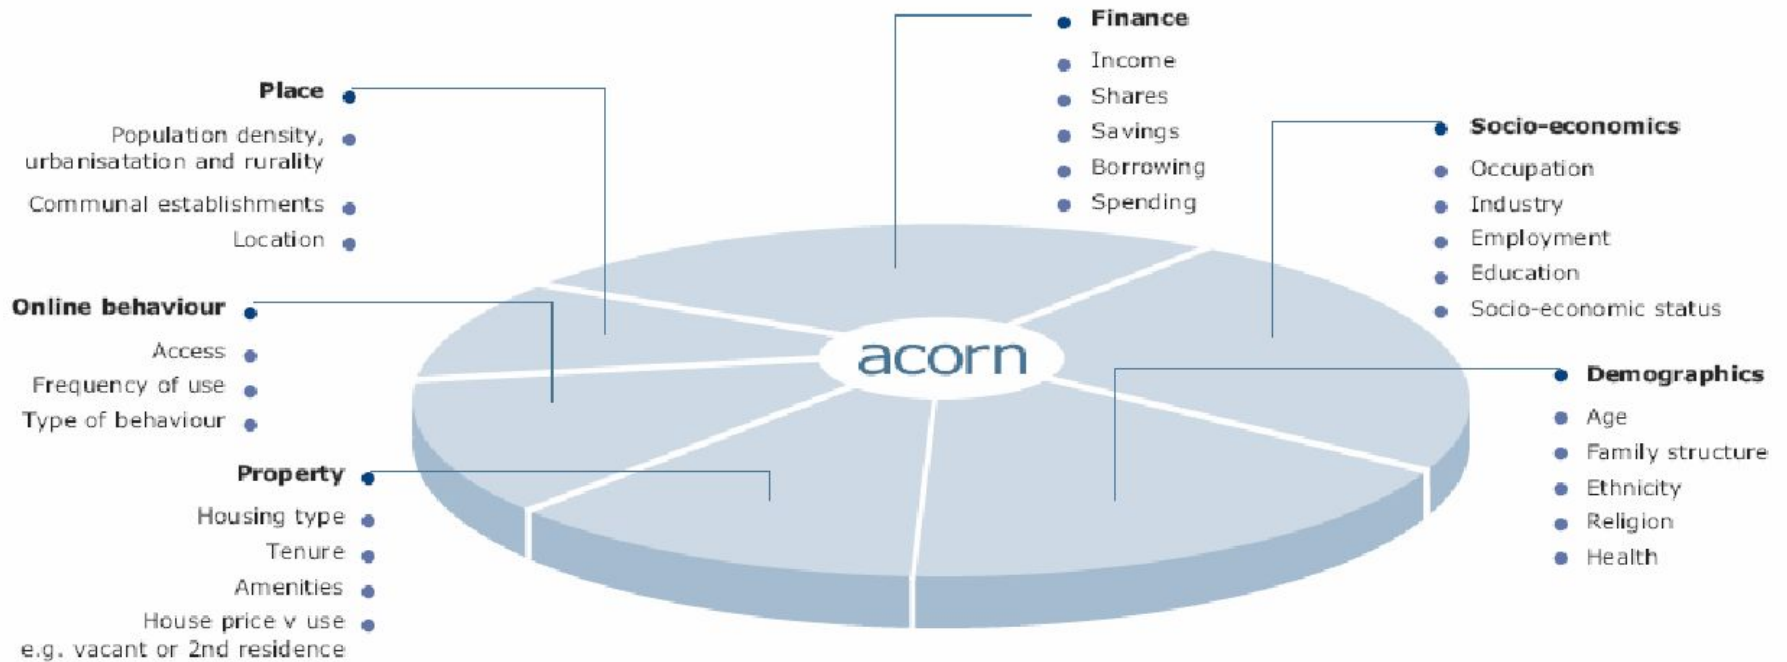 Finance
Income
Shares
Savings
Borrowing
Spending
Place
Population density,
urbanisatation and rurality
Communal establishments
Location
Socio-economics
Occupation
Industry
Employment
Education
Socio-economic status
Online behaviour
Access
Frequency of use
Type of behaviour
acorn
Demographics
Age
Family structure
Ethnicity
Religion
Health
Property
Housing type
Tenure
Amenities
House price v use
e.g. vacant or 2nd residence